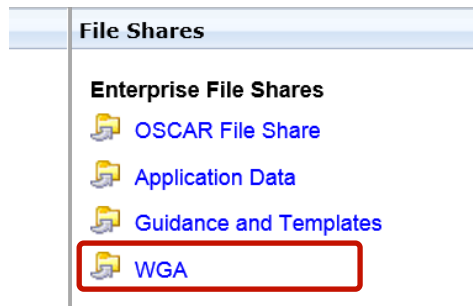 File Shares
Enterprise File Shares
OSCAR File Share
Application Data
Guidance and Templates
WGA